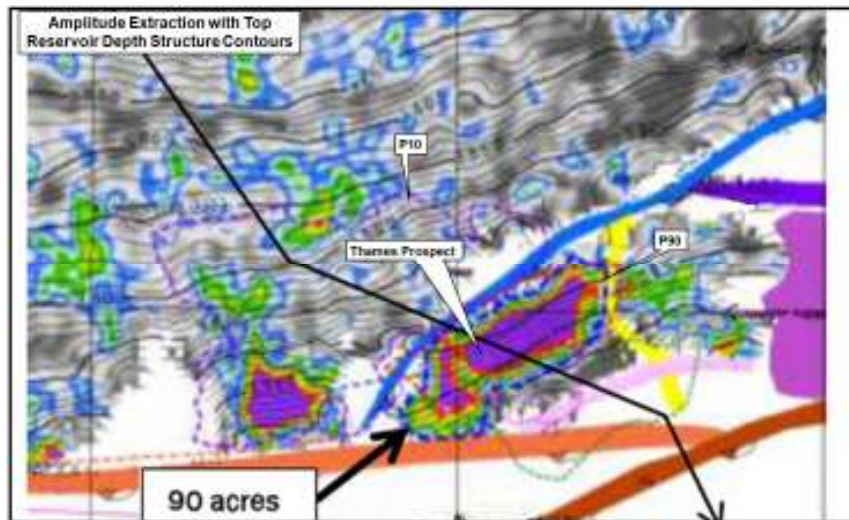 Amplitude Extraction with Top
Reservoir Depth Structure Contours
P10
P90
Thames Prospect
90 acres